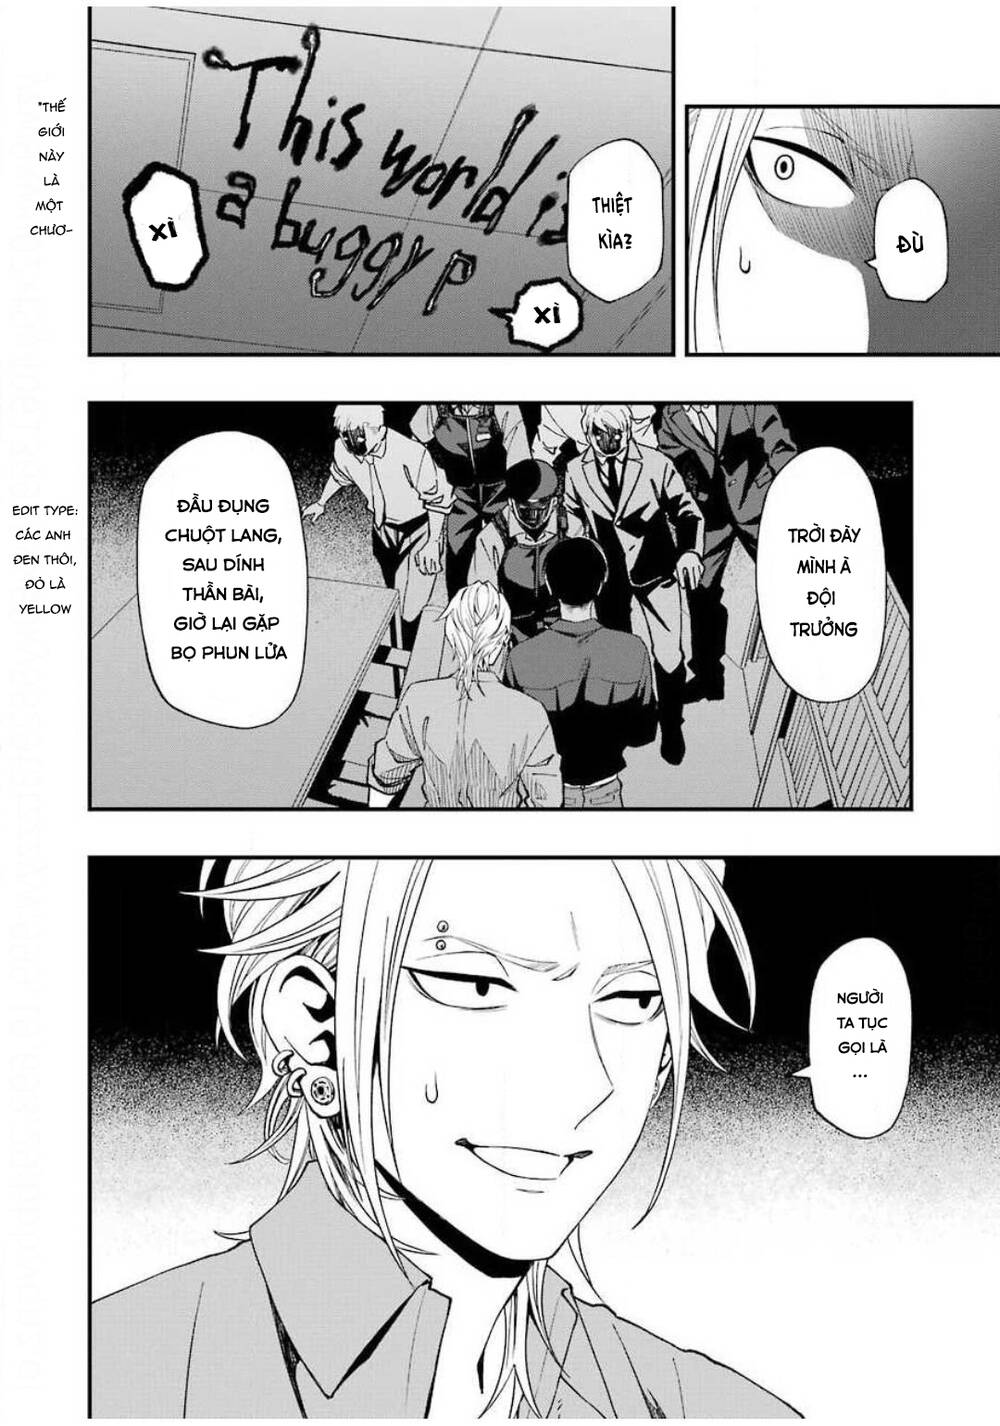 ĐÙ
THIỆT
KÌA?
This world is
a buggy p
XÌ
XÌ
"THẾ
GIỚI
NÀY
LÀ
MỘT
CHƯƠ-
TRỜI ĐÀY
MÌNH À
ĐỘI
TRƯỞNG
ĐẦU ĐỤNG
CHUỘT LANG,
SAU DÍNH
THẦN BÀI,
GIỜ LẠI GẶP
BỌ PHUN LỬA
EDIT TYPE:
CÁC ANH
ĐEN THÔI,
ĐỎ LÀ
YELLOW
NGƯỜI
TA TỤC
GỌI LÀ
...